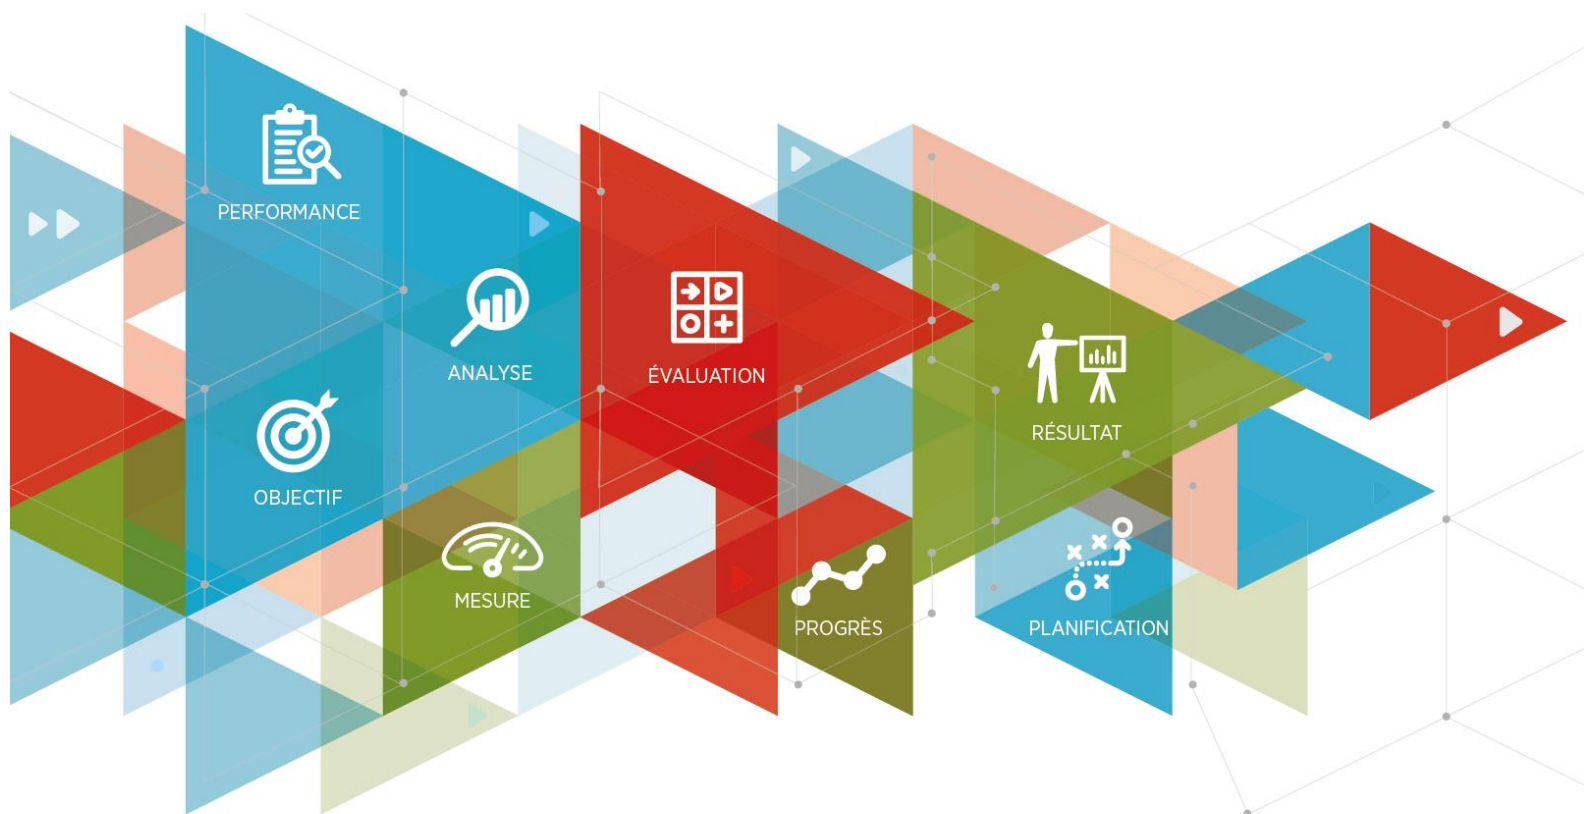 PERFORMANCE
ANALYSE
ÉVALUATION
RÉSULTAT
OBJECTIF
MESURE
PROGRÈS
PLANIFICATION